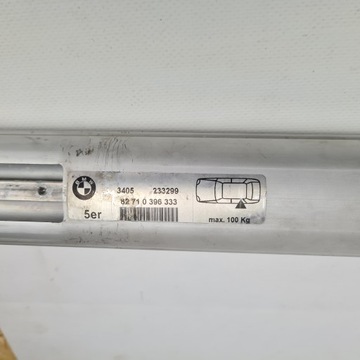 BMW
3405 233299
82 71 0 396 333
5er
max. 100 Kg